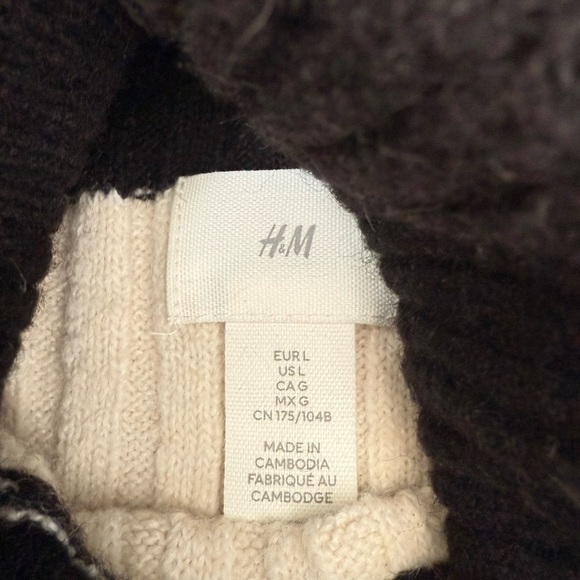 H&M
EUR L
US L
CA G
MX G
CN 175/104B
MADE IN
CAMBODIA
FABRIQUÉ AU
CAMBODGE